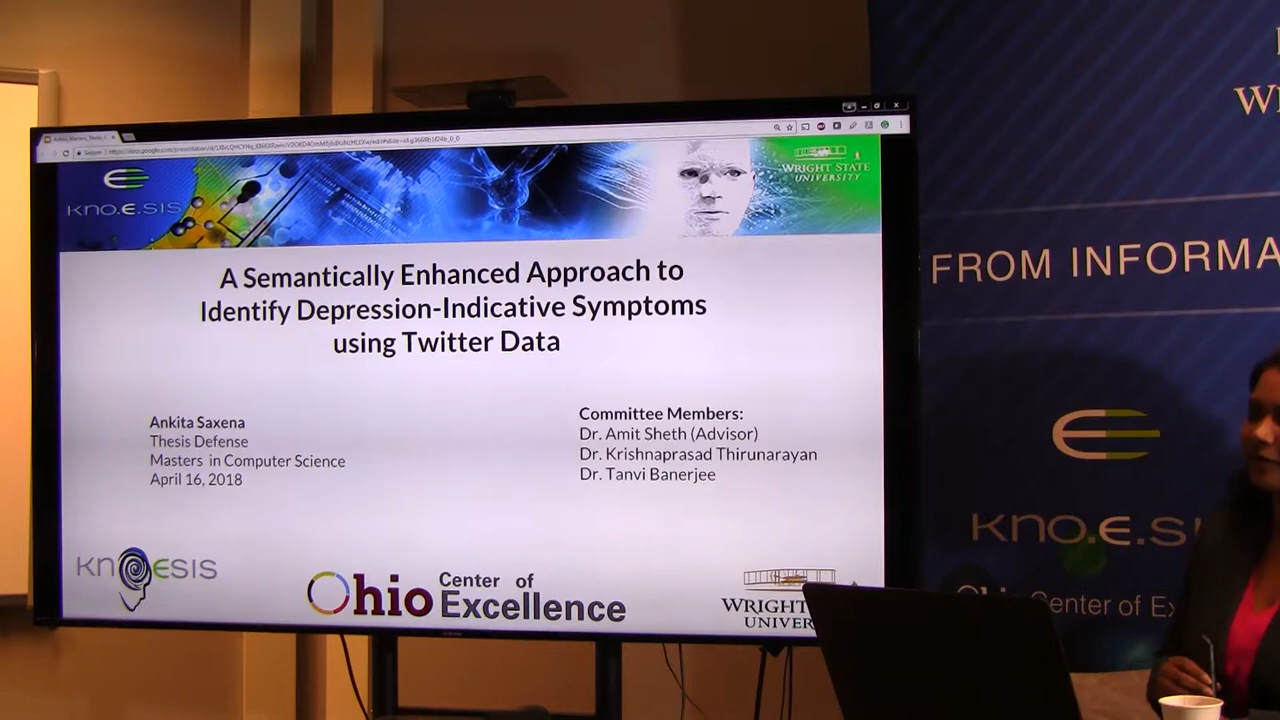 KNO.E.SIS
WRIGHT STATE
UNIVERSITY
A Semantically Enhanced Approach to
Identify Depression-Indicative Symptoms
using Twitter Data
Ankita Saxena
Thesis Defense
Masters in Computer Science
April 16, 2018
Committee Members:
Dr. Amit Sheth (Advisor)
Dr. Krishnaprasad Thirunarayan
Dr. Tanvi Banerjee
KNOESIS
Ohio Center of
Excellence
WRIGHT
UNIVER
FROM INFORMA
KNO.E.SI
Center of Ex